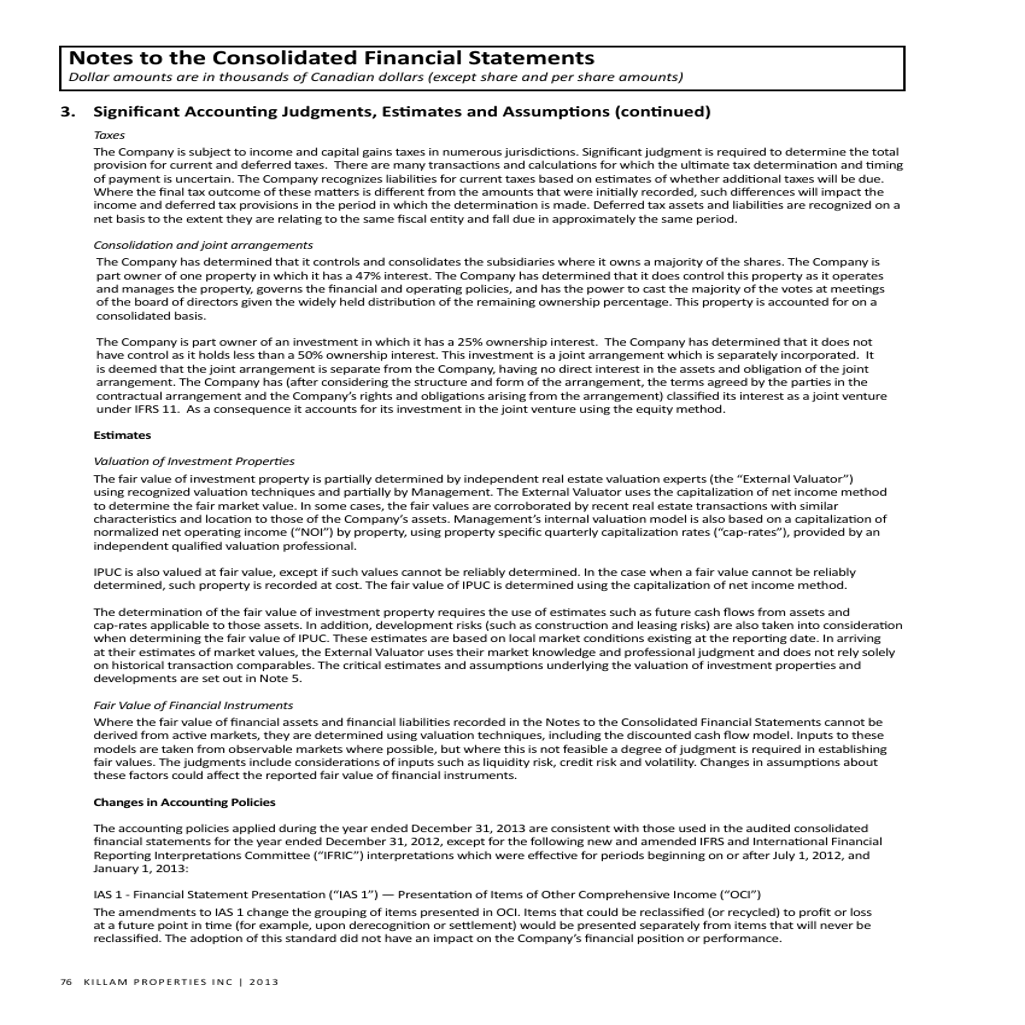 Notes to the Consolidated Financial Statements
Dollar amounts are in thousands of Canadian dollars (except share and per share amounts)
3. Significant Accounting Judgments, Estimates and Assumptions (continued)
Taxes
The Company is subject to income and capital gains taxes in numerous jurisdictions. Significant judgment is required to determine the total
provision for current and deferred taxes. There are many transactions and calculations for which the ultimate tax determination and timing
of payment is uncertain. The Company recognizes liabilities for current taxes based on estimates of whether additional taxes will be due.
Where the final tax outcome of these matters is different from the amounts that were initially recorded, such differences will impact the
income and deferred tax provisions in the period in which the determination is made. Deferred tax assets and liabilities are recognized on a
net basis to the extent they are relating to the same fiscal entity and fall due in approximately the same period.
Consolidation and joint arrangements
The Company has determined that it controls and consolidates the subsidiaries where it owns a majority of the shares. The Company is
part owner of one property in which it has a 47% interest. The Company has determined that it does control this property as it operates
and manages the property, governs the financial and operating policies, and has the power to cast the majority of the votes at meetings
of the board of directors given the widely held distribution of the remaining ownership percentage. This property is accounted for on a
consolidated basis.
The Company is part owner of an investment in which it has a 25% ownership interest. The Company has determined that it does not
have control as it holds less than a 50% ownership interest. This investment is a joint arrangement which is separately incorporated. It
is deemed that the joint arrangement is separate from the Company, having no direct interest in the assets and obligation of the joint
arrangement. The Company has (after considering the structure and form of the arrangement, the terms agreed by the parties in the
contractual arrangement and the Company's rights and obligations arising from the arrangement) classified its interest as a joint venture
under IFRS 11. As a consequence it accounts for its investment in the joint venture using the equity method.
Estimates
Valuation of Investment Properties
The fair value of investment property is partially determined by independent real estate valuation experts (the “External Valuator”)
using recognized valuation techniques and partially by Management. The External Valuator uses the capitalization of net income method
to determine the fair market value. In some cases, the fair values are corroborated by recent real estate transactions with similar
characteristics and location to those of the Company's assets. Management's internal valuation model is also based on a capitalization of
normalized net operating income (“NOI”) by property, using property specific quarterly capitalization rates (“cap-rates”), provided by an
independent qualified valuation professional.
IPUC is also valued at fair value, except if such values cannot be reliably determined. In the case when a fair value cannot be reliably
determined, such property is recorded at cost. The fair value of IPUC is determined using the capitalization of net income method.
The determination of the fair value of investment property requires the use of estimates such as future cash flows from assets and
cap-rates applicable to those assets. In addition, development risks (such as construction and leasing risks) are also taken into consideration
when determining the fair value of IPUC. These estimates are based on local market conditions existing at the reporting date. In arriving
at their estimates of market values, the External Valuator uses their market knowledge and professional judgment and does not rely solely
on historical transaction comparables. The critical estimates and assumptions underlying the valuation of investment properties and
developments are set out in Note 5.
Fair Value of Financial Instruments
Where the fair value of financial assets and financial liabilities recorded in the Notes to the Consolidated Financial Statements cannot be
derived from active markets, they are determined using valuation techniques, including the discounted cash flow model. Inputs to these
models are taken from observable markets where possible, but where this is not feasible a degree of judgment is required in establishing
fair values. The judgments include considerations of inputs such as liquidity risk, credit risk and volatility. Changes in assumptions about
these factors could affect the reported fair value of financial instruments.
Changes in Accounting Policies
The accounting policies applied during the year ended December 31, 2013 are consistent with those used in the audited consolidated
financial statements for the year ended December 31, 2012, except for the following new and amended IFRS and International Financial
Reporting Interpretations Committee (“IFRIC”) interpretations which were effective for periods beginning on or after July 1, 2012, and
January 1, 2013:
IAS 1 - Financial Statement Presentation (“IAS 1”) — Presentation of Items of Other Comprehensive Income (“OCI”)
The amendments to IAS 1 change the grouping of items presented in OCI. Items that could be reclassified (or recycled) to profit or loss
at a future point in time (for example, upon derecognition or settlement) would be presented separately from items that will never be
reclassified. The adoption of this standard did not have an impact on the Company's financial position or performance.
76 KILLAM PROPERTIES INC | 2013